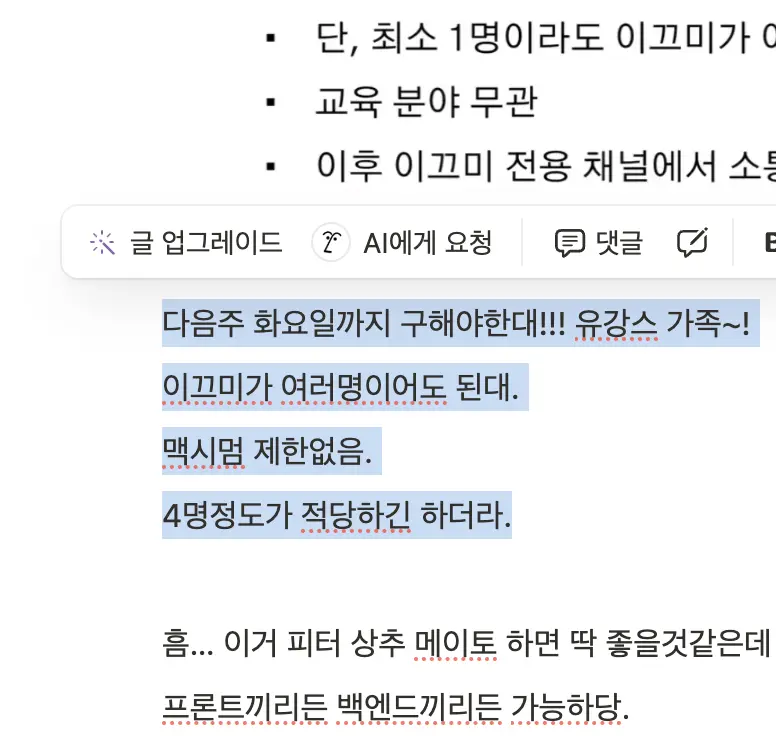 단, 최소 1명이라도 이끄미가
교육 분야 무관
이후 이끄미 전용 채널에서
글 업그레이드 AI에게 요청 댓글 B
다음주 화요일까지 구해야한대!!! 유강스 가족~!
이끄미가 여러명이어도 된대.
맥시멈 제한없음.
4명정도가 적당하긴 하더라.
흠... 이거 피터 상추 메이토 하면 딱 좋을것같은데
프론트끼리든 백엔드끼리든 가능하당.